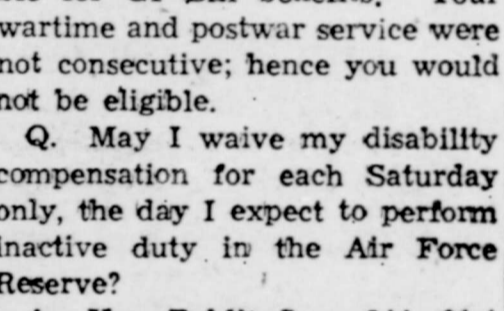 wartime and postwar service were
not consecutive; hence you would
not be eligible.
Q. May I waive my disability
compensation for each Saturday
only, the day I expect to perform
inactive duty in the Air Force
Reserve?